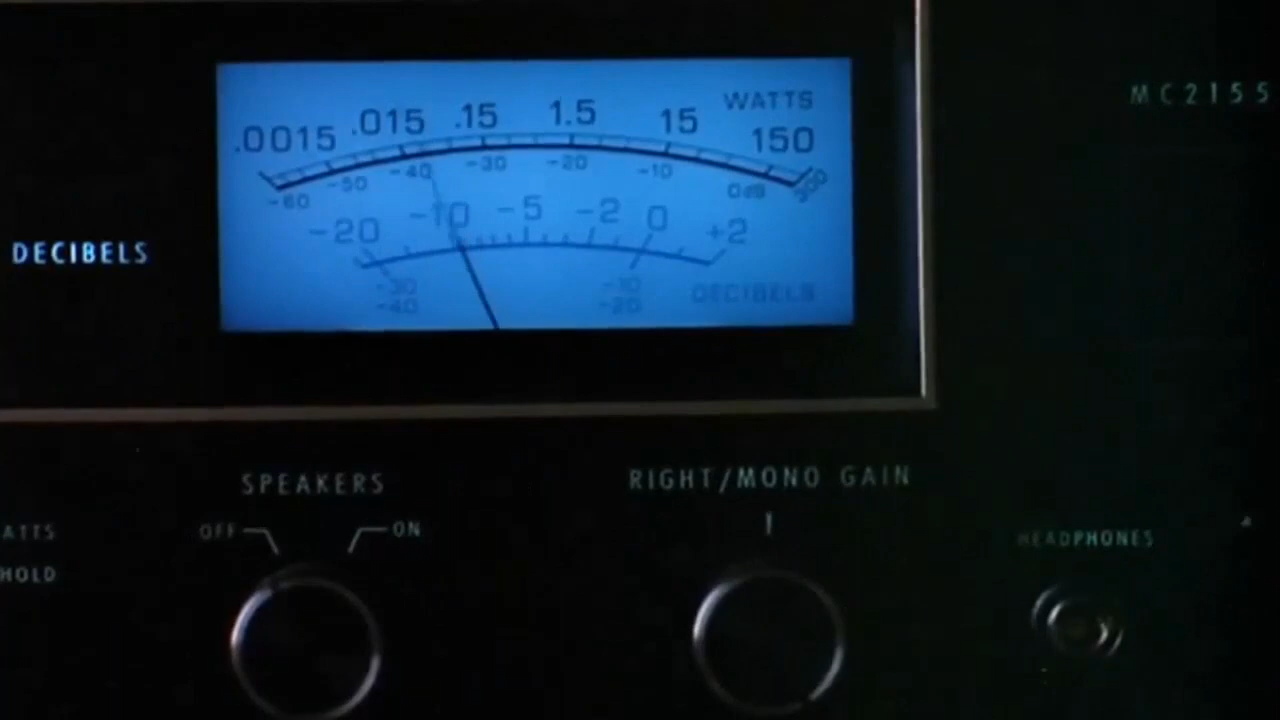 WATTS
.0015 .015 .15 1.5 15 150
-60 -50 -40 -30 -20 -10 0dB 300
-20 -10 -5 -2 0 +2
-30 -10
-40 -20
DECIBELS
MC2155
DECIBELS
SPEAKERS
OFF ON
RIGHT/MONO GAIN
HEADPHONES
ATTS
HOLD